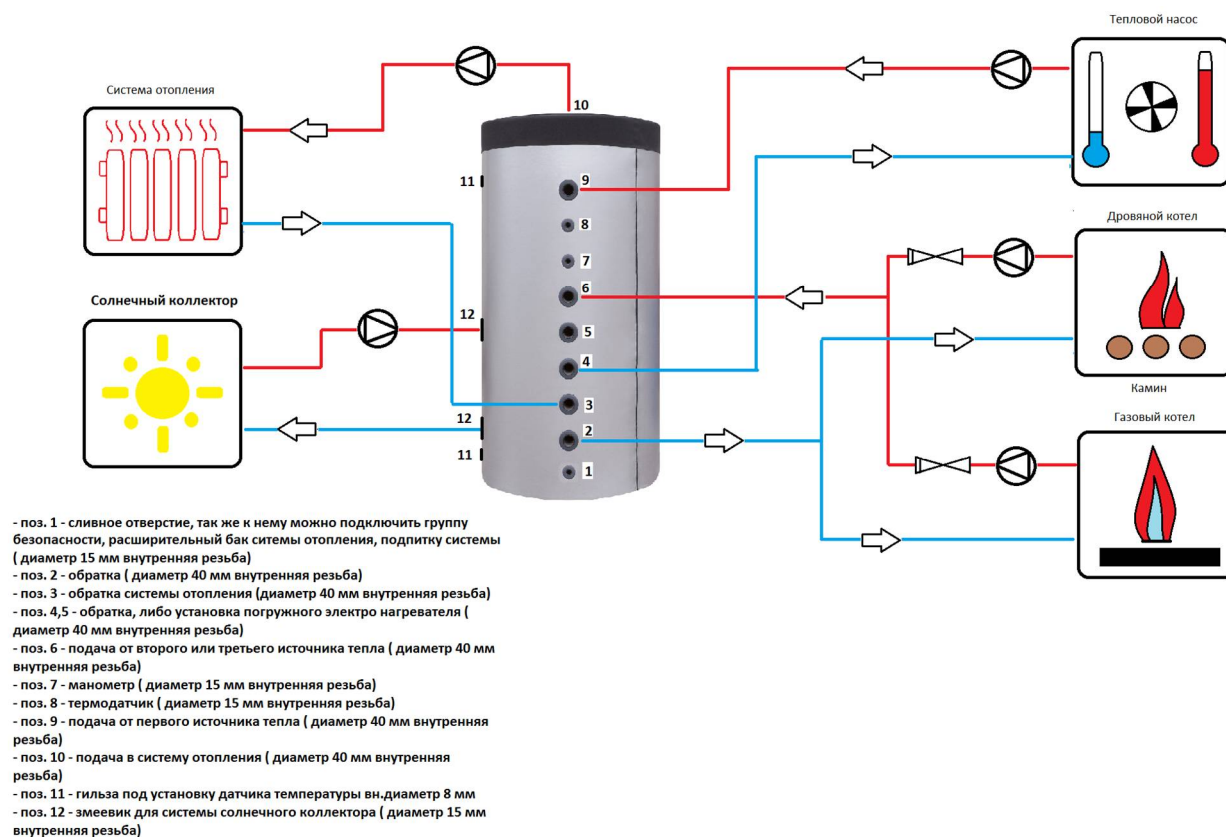 Тепловой насос
Система отопления
10
9
11
8
7
Дровяной котел
6
Солнечный коллектор
12
5
4
Камин
3
Газовый котел
12
2
11
1
- поз. 1 - сливное отверстие, так же к нему можно подключить группу
безопасности, расширительный бак ситемы отопления, подпитку системы
( диаметр 15 мм внутренняя резьба)
- поз. 2 - обратка ( диаметр 40 мм внутренняя резьба)
- поз. 3 - обратка системы отопления (диаметр 40 мм внутренняя резьба)
- поз. 4,5 - обратка, либо установка погружного электро нагревателя (
диаметр 40 мм внутренняя резьба)
- поз. 6 - подача от второго или третьего источника тепла ( диаметр 40 мм
внутренняя резьба)
- поз. 7 - манометр ( диаметр 15 мм внутренняя резьба)
- поз. 8 - термодатчик ( диаметр 15 мм внутренняя резьба)
- поз. 9 - подача от первого источника тепла ( диаметр 40 мм внутренняя
резьба)
- поз. 10 - подача в систему отопления ( диаметр 40 мм внутренняя
резьба)
- поз. 11 - гильза под установку датчика температуры вн.диаметр 8 мм
- поз. 12 - змеевик для системы солнечного коллектора ( диаметр 15 мм
внутренняя резьба)